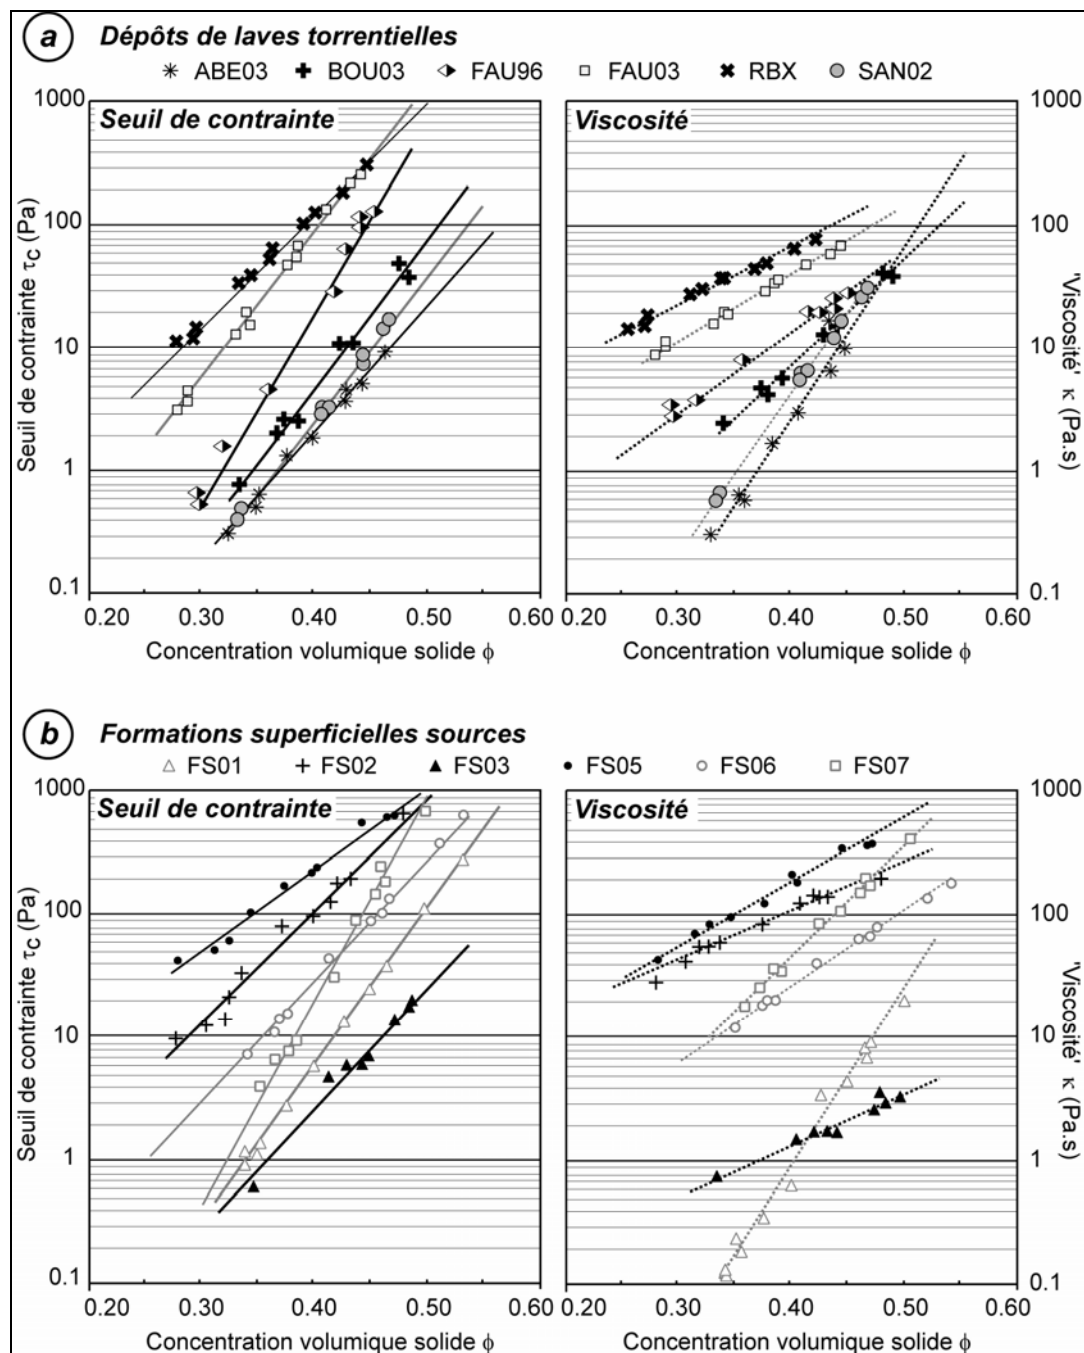 a Dépôts de laves torrentielles
ABE03 BOU03 FAU96 FAU03 RBX SAN02
Seuil de contrainte
Viscosité
Seuil de contrainte τC (Pa)
1000
100
10
1
0.1
0.20 0.30 0.40 0.50 0.60
Concentration volumique solide ϕ
1000
100
10
1
0.1
'Viscosité' κ (Pa.s)
0.20 0.30 0.40 0.50 0.60
Concentration volumique solide ϕ
b Formations superficielles sources
FS01 FS02 FS03 FS05 FS06 FS07
Seuil de contrainte
Viscosité
Seuil de contrainte τC (Pa)
1000
100
10
1
0.1
0.20 0.30 0.40 0.50 0.60
Concentration volumique solide ϕ
1000
100
10
1
0.1
'Viscosité' κ (Pa.s)
0.20 0.30 0.40 0.50 0.60
Concentration volumique solide ϕ